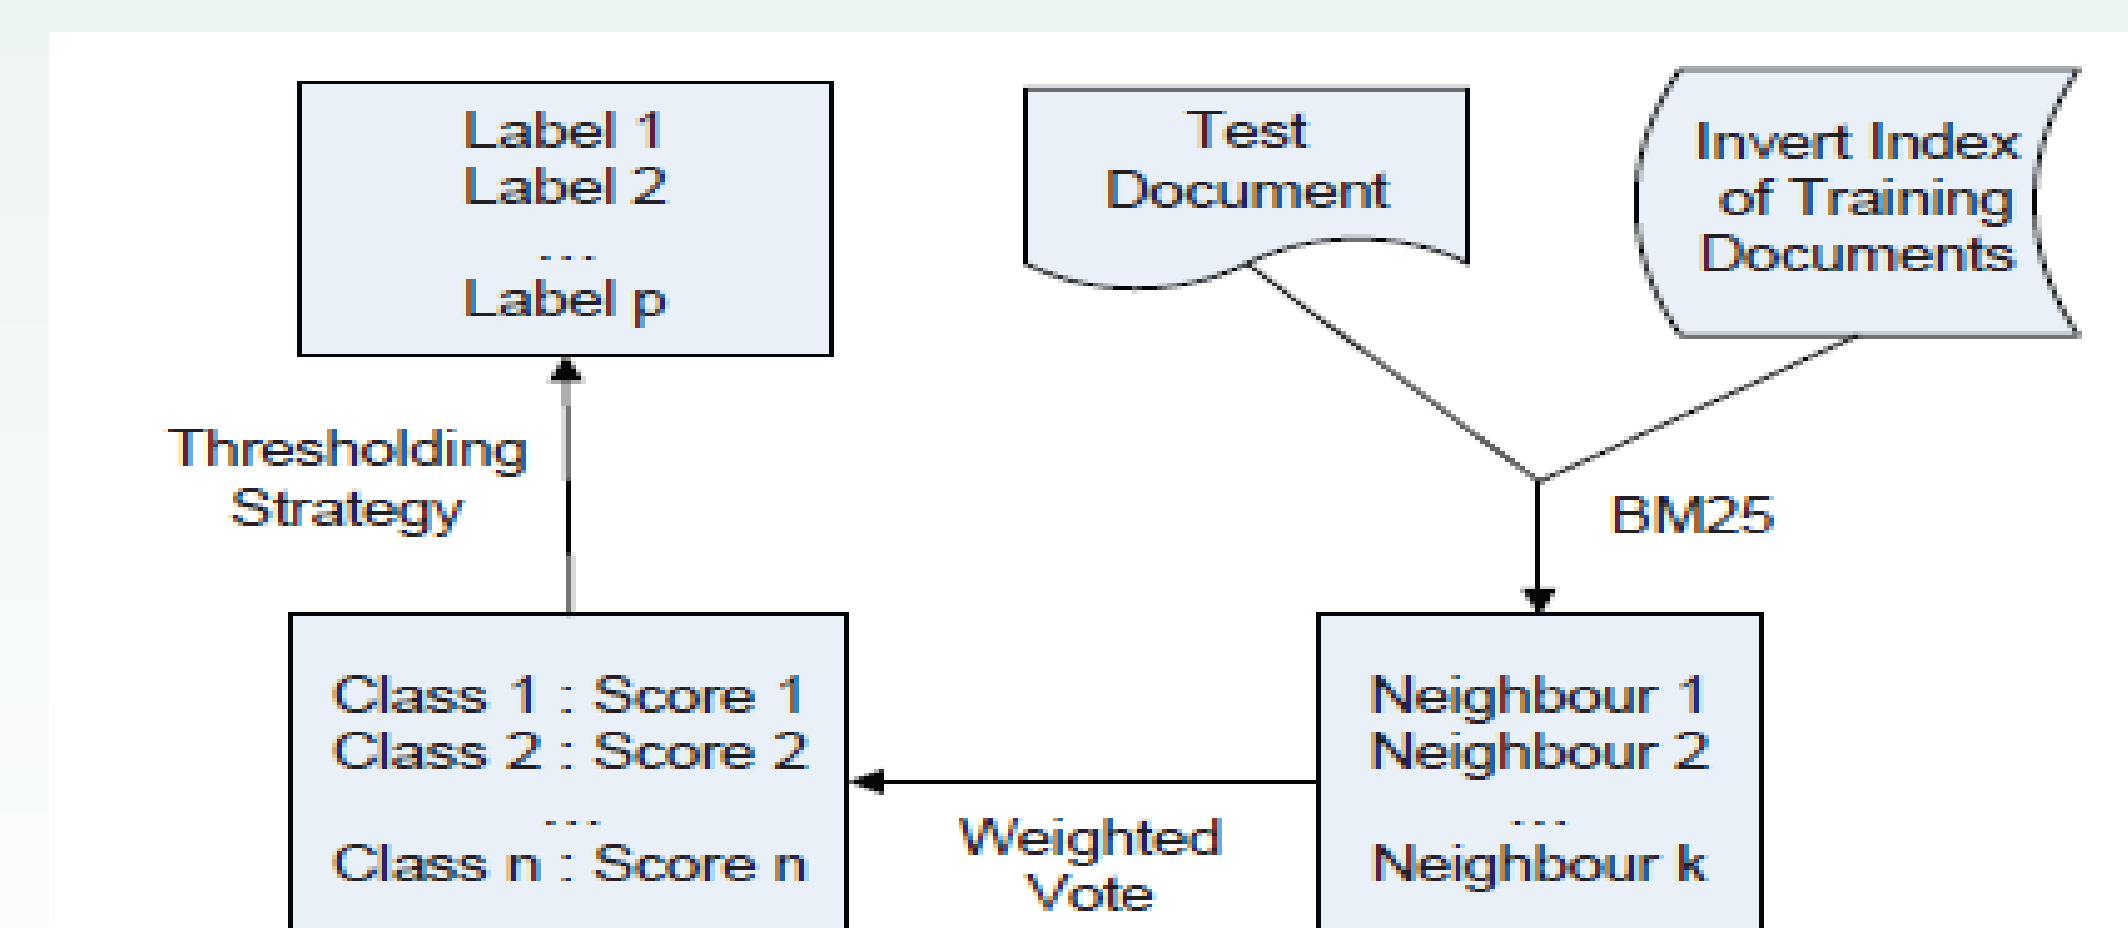 Label 1
Label 2
...
Label p
Test
Document
Invert Index
of Training
Documents
Thresholding
Strategy
BM25
Class 1 : Score 1
Class 2 : Score 2
...
Class n : Score n
Weighted
Vote
Neighbour 1
Neighbour 2
...
Neighbour k